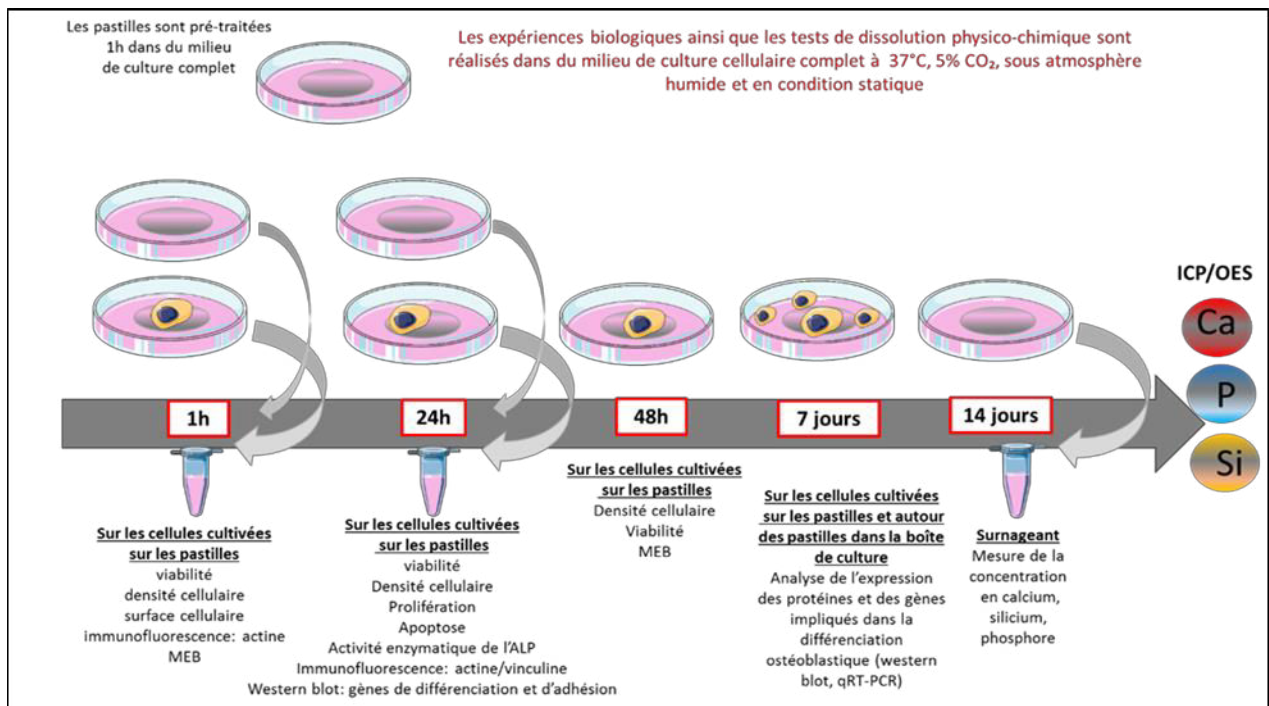 Les pastilles sont pré-traitées
1h dans du milieu
de culture complet
Les expériences biologiques ainsi que les tests de dissolution physico-chimique sont
réalisés dans du milieu de culture cellulaire complet à 37°C, 5% CO₂, sous atmosphère
humide et en condition statique
ICP/OES
Ca
P
Si
1h
24h
48h
7 jours
14 jours
Sur les cellules cultivées
sur les pastilles
viabilité
densité cellulaire
surface cellulaire
immunofluorescence: actine
MEB
Sur les cellules cultivées
sur les pastilles
viabilité
Densité cellulaire
Prolifération
Apoptose
Activité enzymatique de l'ALP
Immunofluorescence: actine/vinculine
Western blot: gènes de différenciation et d'adhésion
Sur les cellules cultivées
sur les pastilles
Densité cellulaire
Viabilité
MEB
Sur les cellules cultivées
sur les pastilles et autour
des pastilles dans la boîte
de culture
Analyse de l'expression
des protéines et des gènes
impliqués dans la
différenciation
ostéoblastique (western
blot, qRT-PCR)
Surnageant
Mesure de la
concentration
en calcium,
silicium,
phosphore